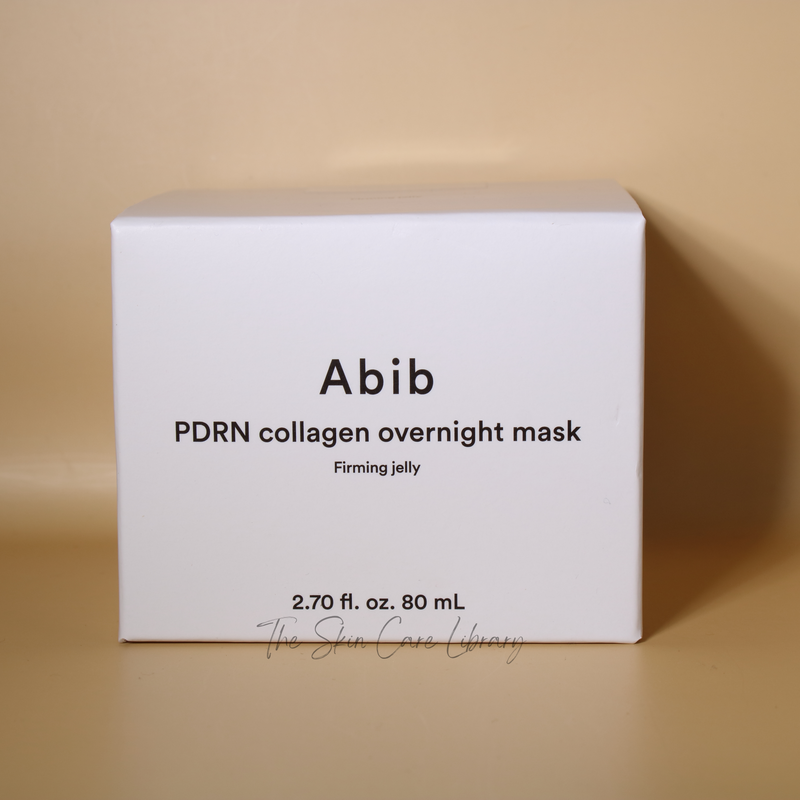 Abib
PDRN collagen overnight mask
Firming jelly
2.70 fl. oz. 80 mL
The Skin Care Library